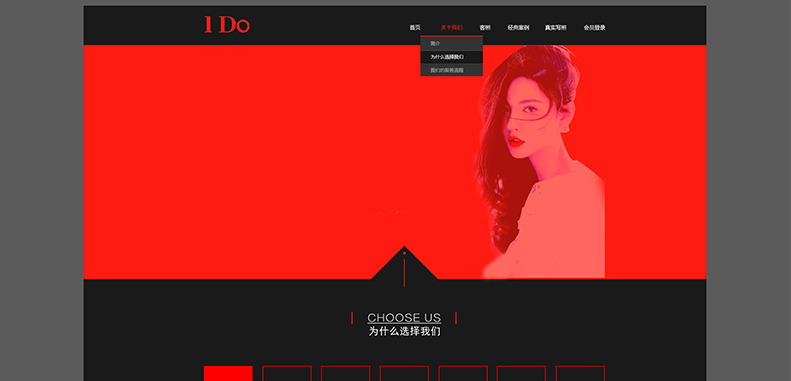 I Do
首页
关于我们
客照
经典案例
真实写照
会员登录
简介
为什么选择我们
我们的服务流程
CHOOSE US
为什么选择我们